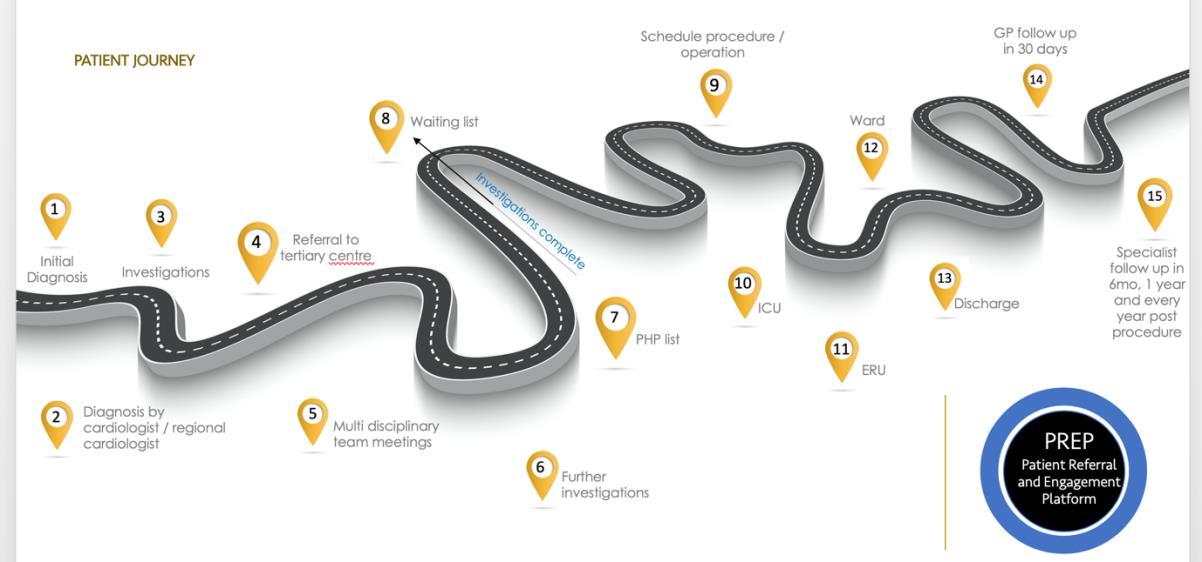 PATIENT JOURNEY
1
Initial
Diagnosis
2
Diagnosis by
cardiologist / regional
cardiologist
3
Investigations
4
Referral to
tertiary centre
5
Multi disciplinary
team meetings
6
Further
investigations
7
PHP list
Investigations complete
8
Waiting list
9
Schedule procedure /
operation
10
ICU
11
ERU
12
Ward
13
Discharge
14
GP follow up
in 30 days
15
Specialist
follow up in
6mo, 1 year
and every
year post
procedure
PREP
Patient Referral
and Engagement
Platform